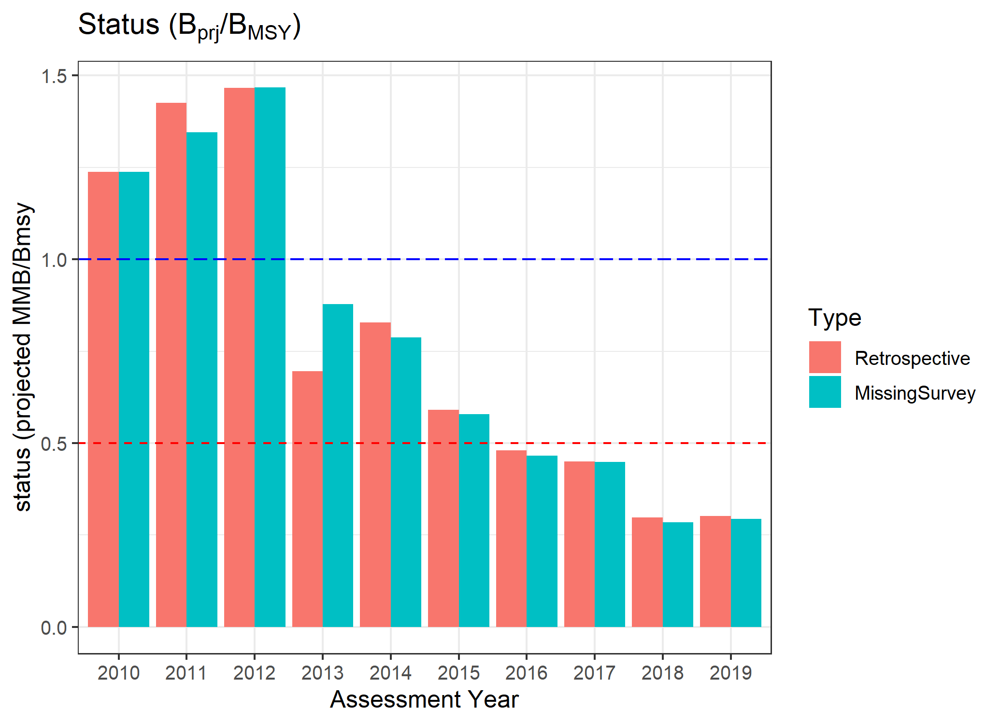 Status (Bprj/BMSY)
status (projected MMB/Bmsy
1.5
1.0
0.5
0.0
2010 2011 2012 2013 2014 2015 2016 2017 2018 2019
Assessment Year
Type
Retrospective
MissingSurvey